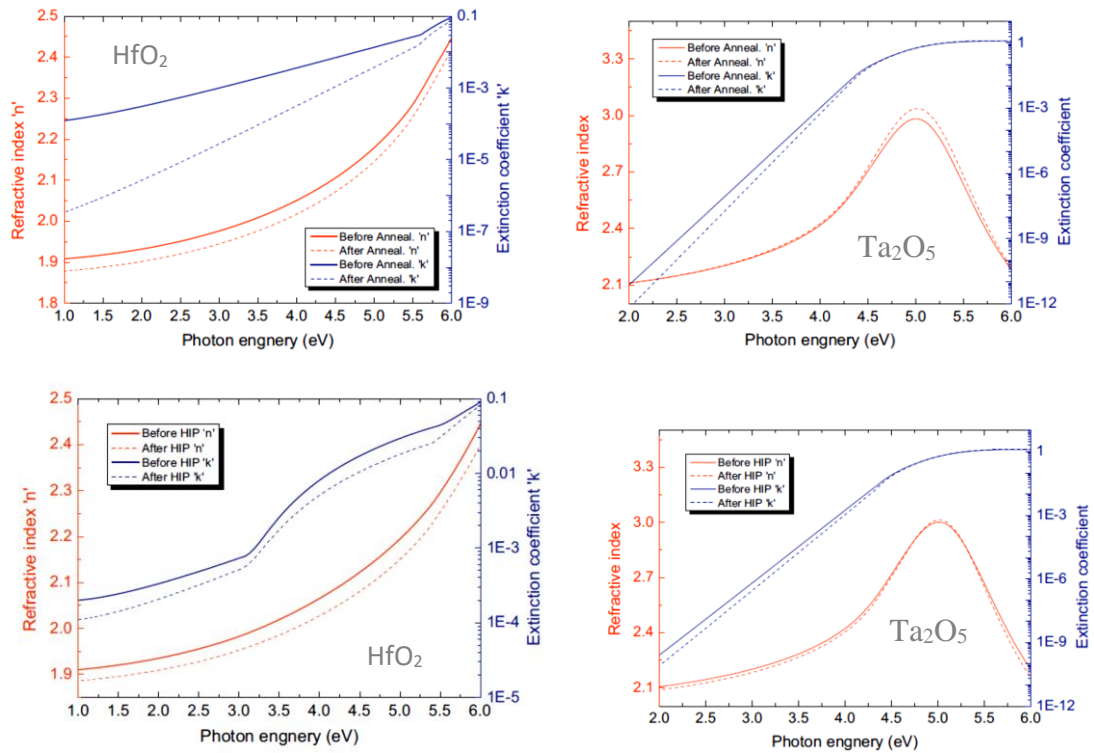 HfO₂
Refractive index 'n'
2.5
2.4
2.3
2.2
2.1
2.0
1.9
1.8
Extinction coefficient 'k'
0.1
1E-3
1E-5
1E-7
1E-9
Before Anneal. 'n'
After Anneal. 'n'
Before Anneal. 'k'
After Anneal. 'k'
1.0 1.5 2.0 2.5 3.0 3.5 4.0 4.5 5.0 5.5 6.0
Photon engnery (eV)
Ta₂O₅
Refractive index
3.3
3.0
2.7
2.4
2.1
Extinction coefficient
1
1E-3
1E-6
1E-9
1E-12
Before Anneal. 'n'
After Anneal. 'n'
Before Anneal. 'k'
After Anneal. 'k'
2.0 2.5 3.0 3.5 4.0 4.5 5.0 5.5 6.0
Photon engnery (eV)
HfO₂
Refractive index 'n'
2.5
2.4
2.3
2.2
2.1
2.0
1.9
Extinction coefficient 'k'
0.1
0.01
1E-3
1E-4
1E-5
Before HIP 'n'
After HIP 'n'
Before HIP 'k'
After HIP 'k'
1.0 1.5 2.0 2.5 3.0 3.5 4.0 4.5 5.0 5.5 6.0
Photon engnery (eV)
Ta₂O₅
Refractive index
3.3
3.0
2.7
2.4
2.1
Extinction coefficient
1
1E-3
1E-6
1E-9
1E-12
Before HIP 'n'
After HIP 'n'
Before HIP 'k'
After HIP 'k'
2.0 2.5 3.0 3.5 4.0 4.5 5.0 5.5 6.0
Photon engnery (eV)